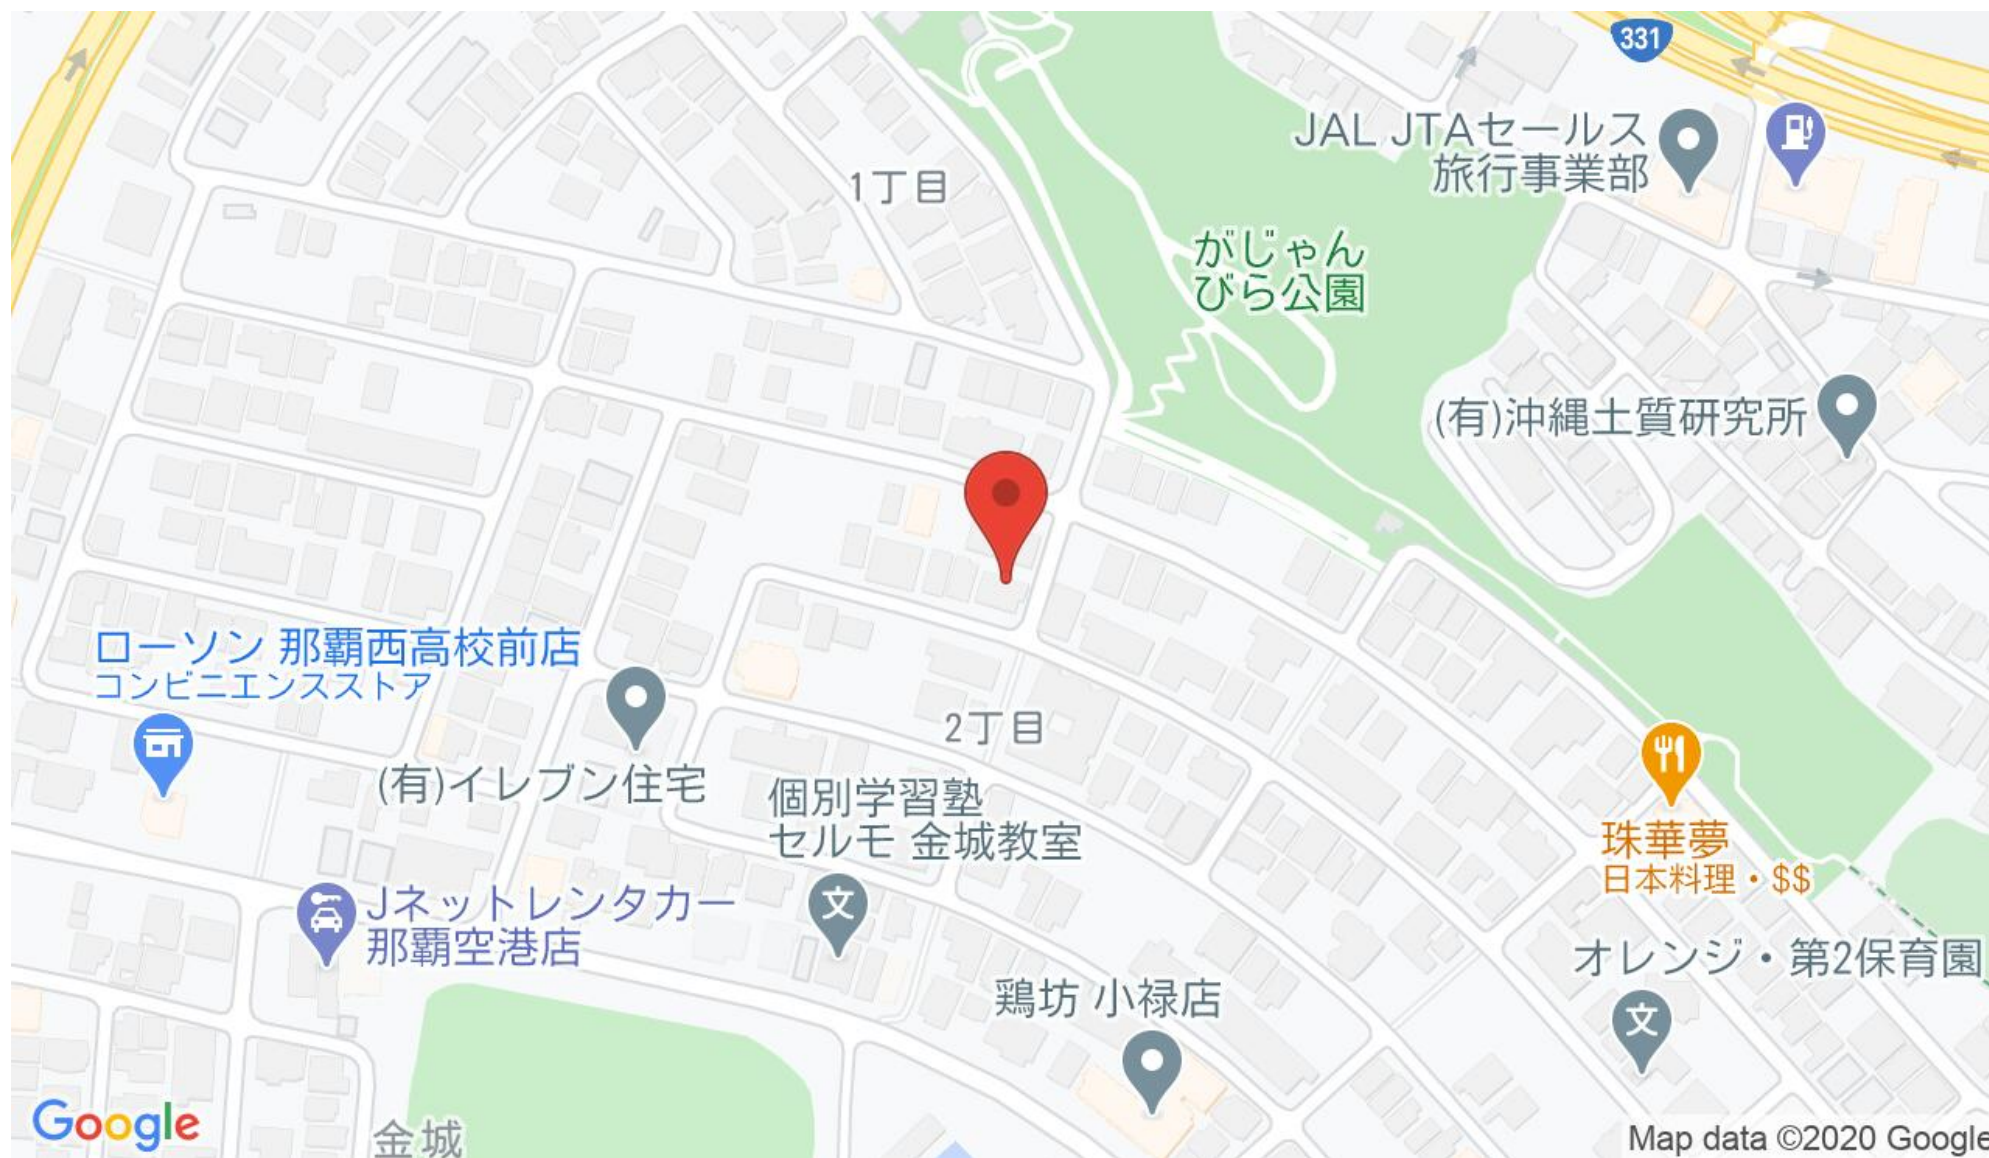 331
JAL JTAセールス
旅行事業部
1丁目
がじゃん
びら公園
(有)沖縄土質研究所
ローソン 那覇西高校前店
コンビニエンスストア
(有)イレブン住宅
2丁目
個別学習塾
セルモ 金城教室
文
珠華夢
日本料理・$$
Jネットレンタカー
那覇空港店
オレンジ・第2保育園
文
鶏坊 小禄店
金城
Google
Map data ©2020 Google